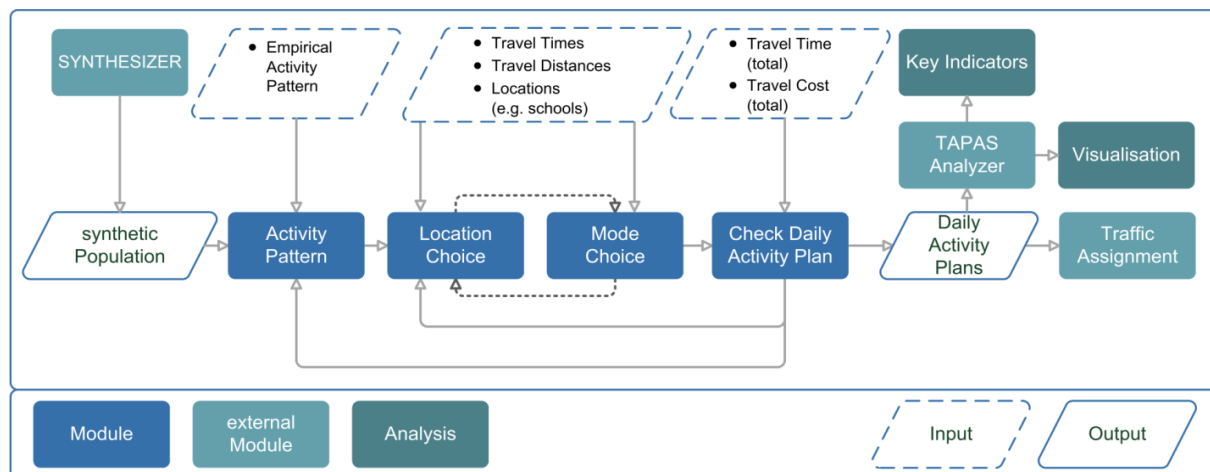 SYNTHESIZER
● Empirical
Activity
Pattern
● Travel Times
● Travel Distances
● Locations
(e.g. schools)
● Travel Time
(total)
● Travel Cost
(total)
Key Indicators
TAPAS
Analyzer
Visualisation
synthetic
Population
Activity
Pattern
Location
Choice
Mode
Choice
Check Daily
Activity Plan
Daily
Activity
Plans
Traffic
Assignment
Module
external
Module
Analysis
Input
Output